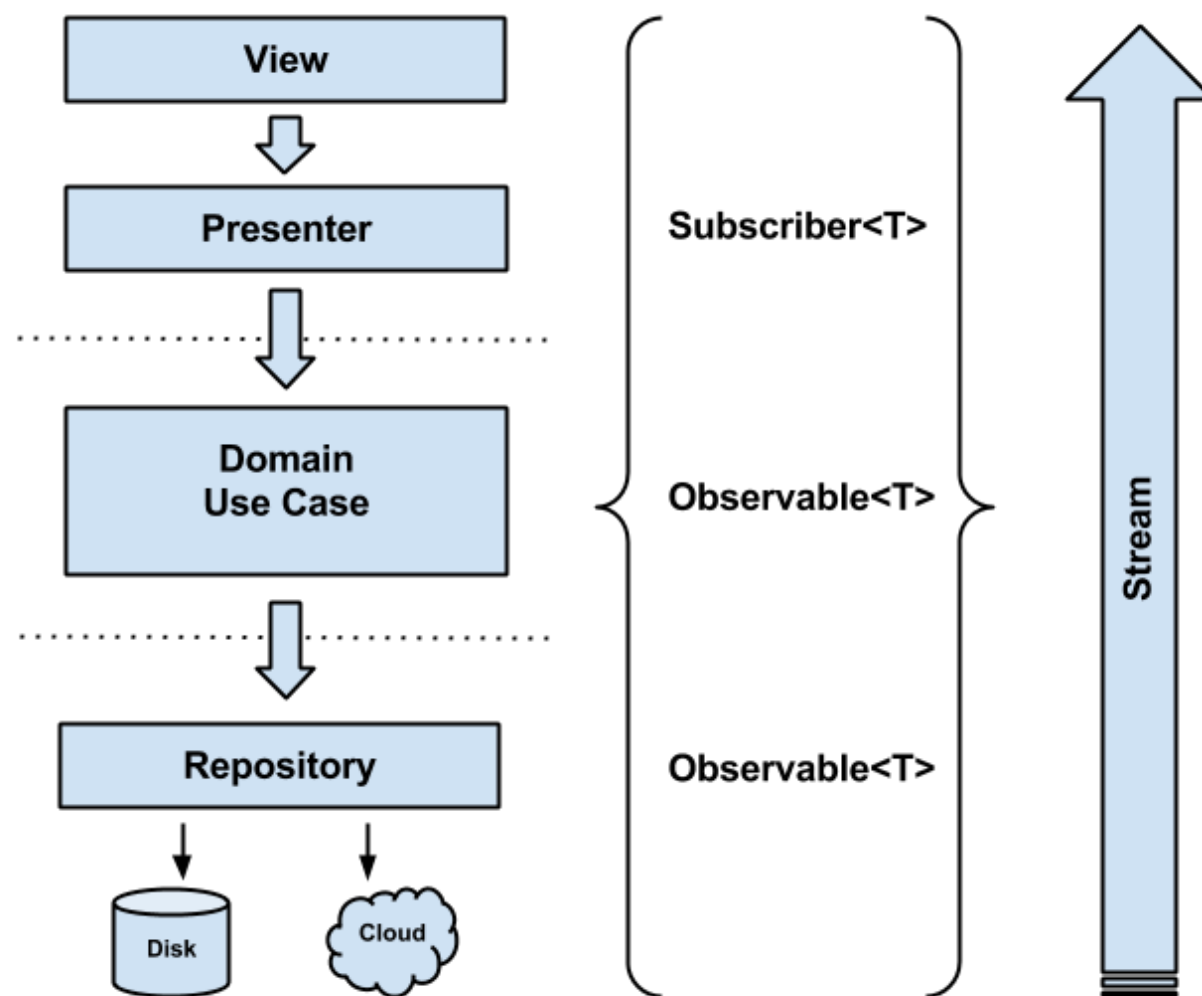 View
Presenter
Subscriber<T>
Domain
Use Case
Observable<T>
Stream
Repository
Observable<T>
Disk
Cloud